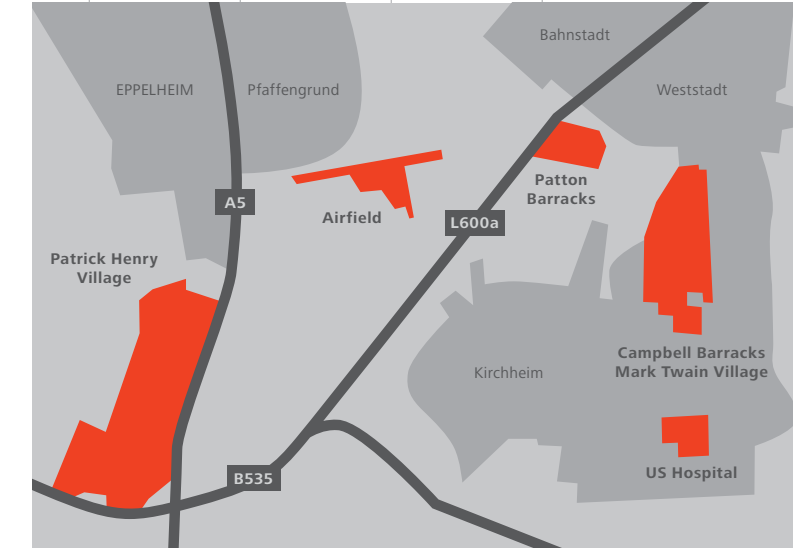 Bahnstadt
EPPELHEIM
Pfaffengrund
Weststadt
Patton
Barracks
A5
Airfield
L600a
Patrick Henry
Village
Campbell Barracks
Mark Twain Village
Kirchheim
US Hospital
B535